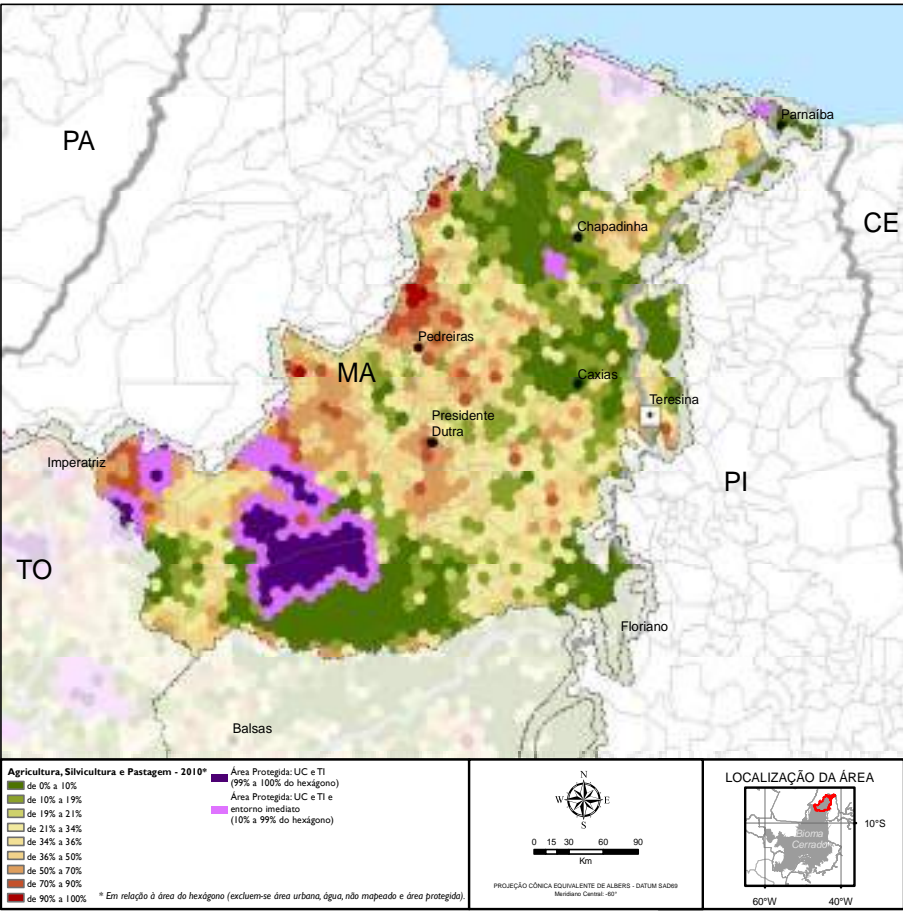 PA
Parnaíba
CE
Chapadinha
Pedreiras
MA
Caxias
Teresina
*
Presidente
Dutra
Imperatriz
PI
TO
Floriano
Balsas
Agricultura, Silvicultura e Pastagem - 2010*
de 0% a 10%
de 10% a 19%
de 19% a 21%
de 21% a 34%
de 34% a 36%
de 36% a 50%
de 50% a 70%
de 70% a 90%
de 90% a 100%
Área Protegida: UC e TI
(99% a 100% do hexágono)
Área Protegida: UC e TI e
entorno imediato
(10% a 99% do hexágono)
* Em relação à área do hexágono (excluem-se área urbana, água, não mapeado e área protegida).
N
W E
S
0 15 30 60 90
Km
PROJEÇÃO CÔNICA EQUIVALENTE DE ALBERS - DATUM SAD69
Meridiano Central: -60°
LOCALIZAÇÃO DA ÁREA
10°S
Bioma
Cerrado
60°W 40°W